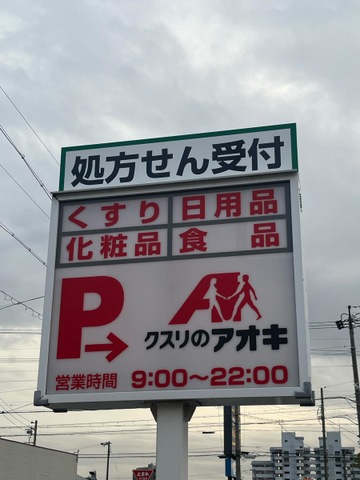 処方せん受付
くすり 日用品
化粧品 食品
P→
クスリのアオキ
営業時間 9:00～22:00